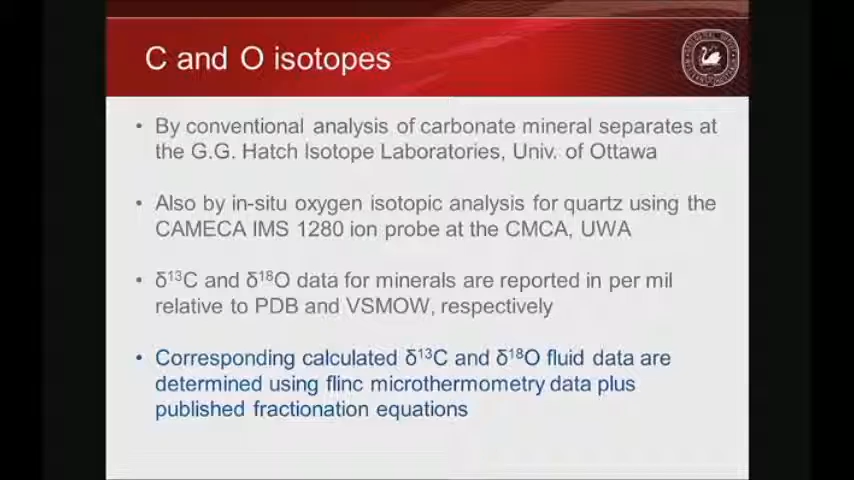 C and O isotopes
• By conventional analysis of carbonate mineral separates at
the G.G. Hatch Isotope Laboratories, Univ. of Ottawa
• Also by in-situ oxygen isotopic analysis for quartz using the
CAMECA IMS 1280 ion probe at the CMCA, UWA
• δ¹³C and δ¹⁸O data for minerals are reported in per mil
relative to PDB and VSMOW, respectively
• Corresponding calculated δ¹³C and δ¹⁸O fluid data are
determined using flinc microthermometry data plus
published fractionation equations